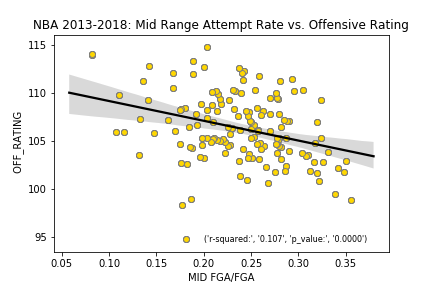 NBA 2013-2018: Mid Range Attempt Rate vs. Offensive Rating
115
110
105
100
95
OFF_RATING
('r-squared:', '0.107', 'p_value:', '0.0000')
0.05 0.10 0.15 0.20 0.25 0.30 0.35
MID FGA/FGA